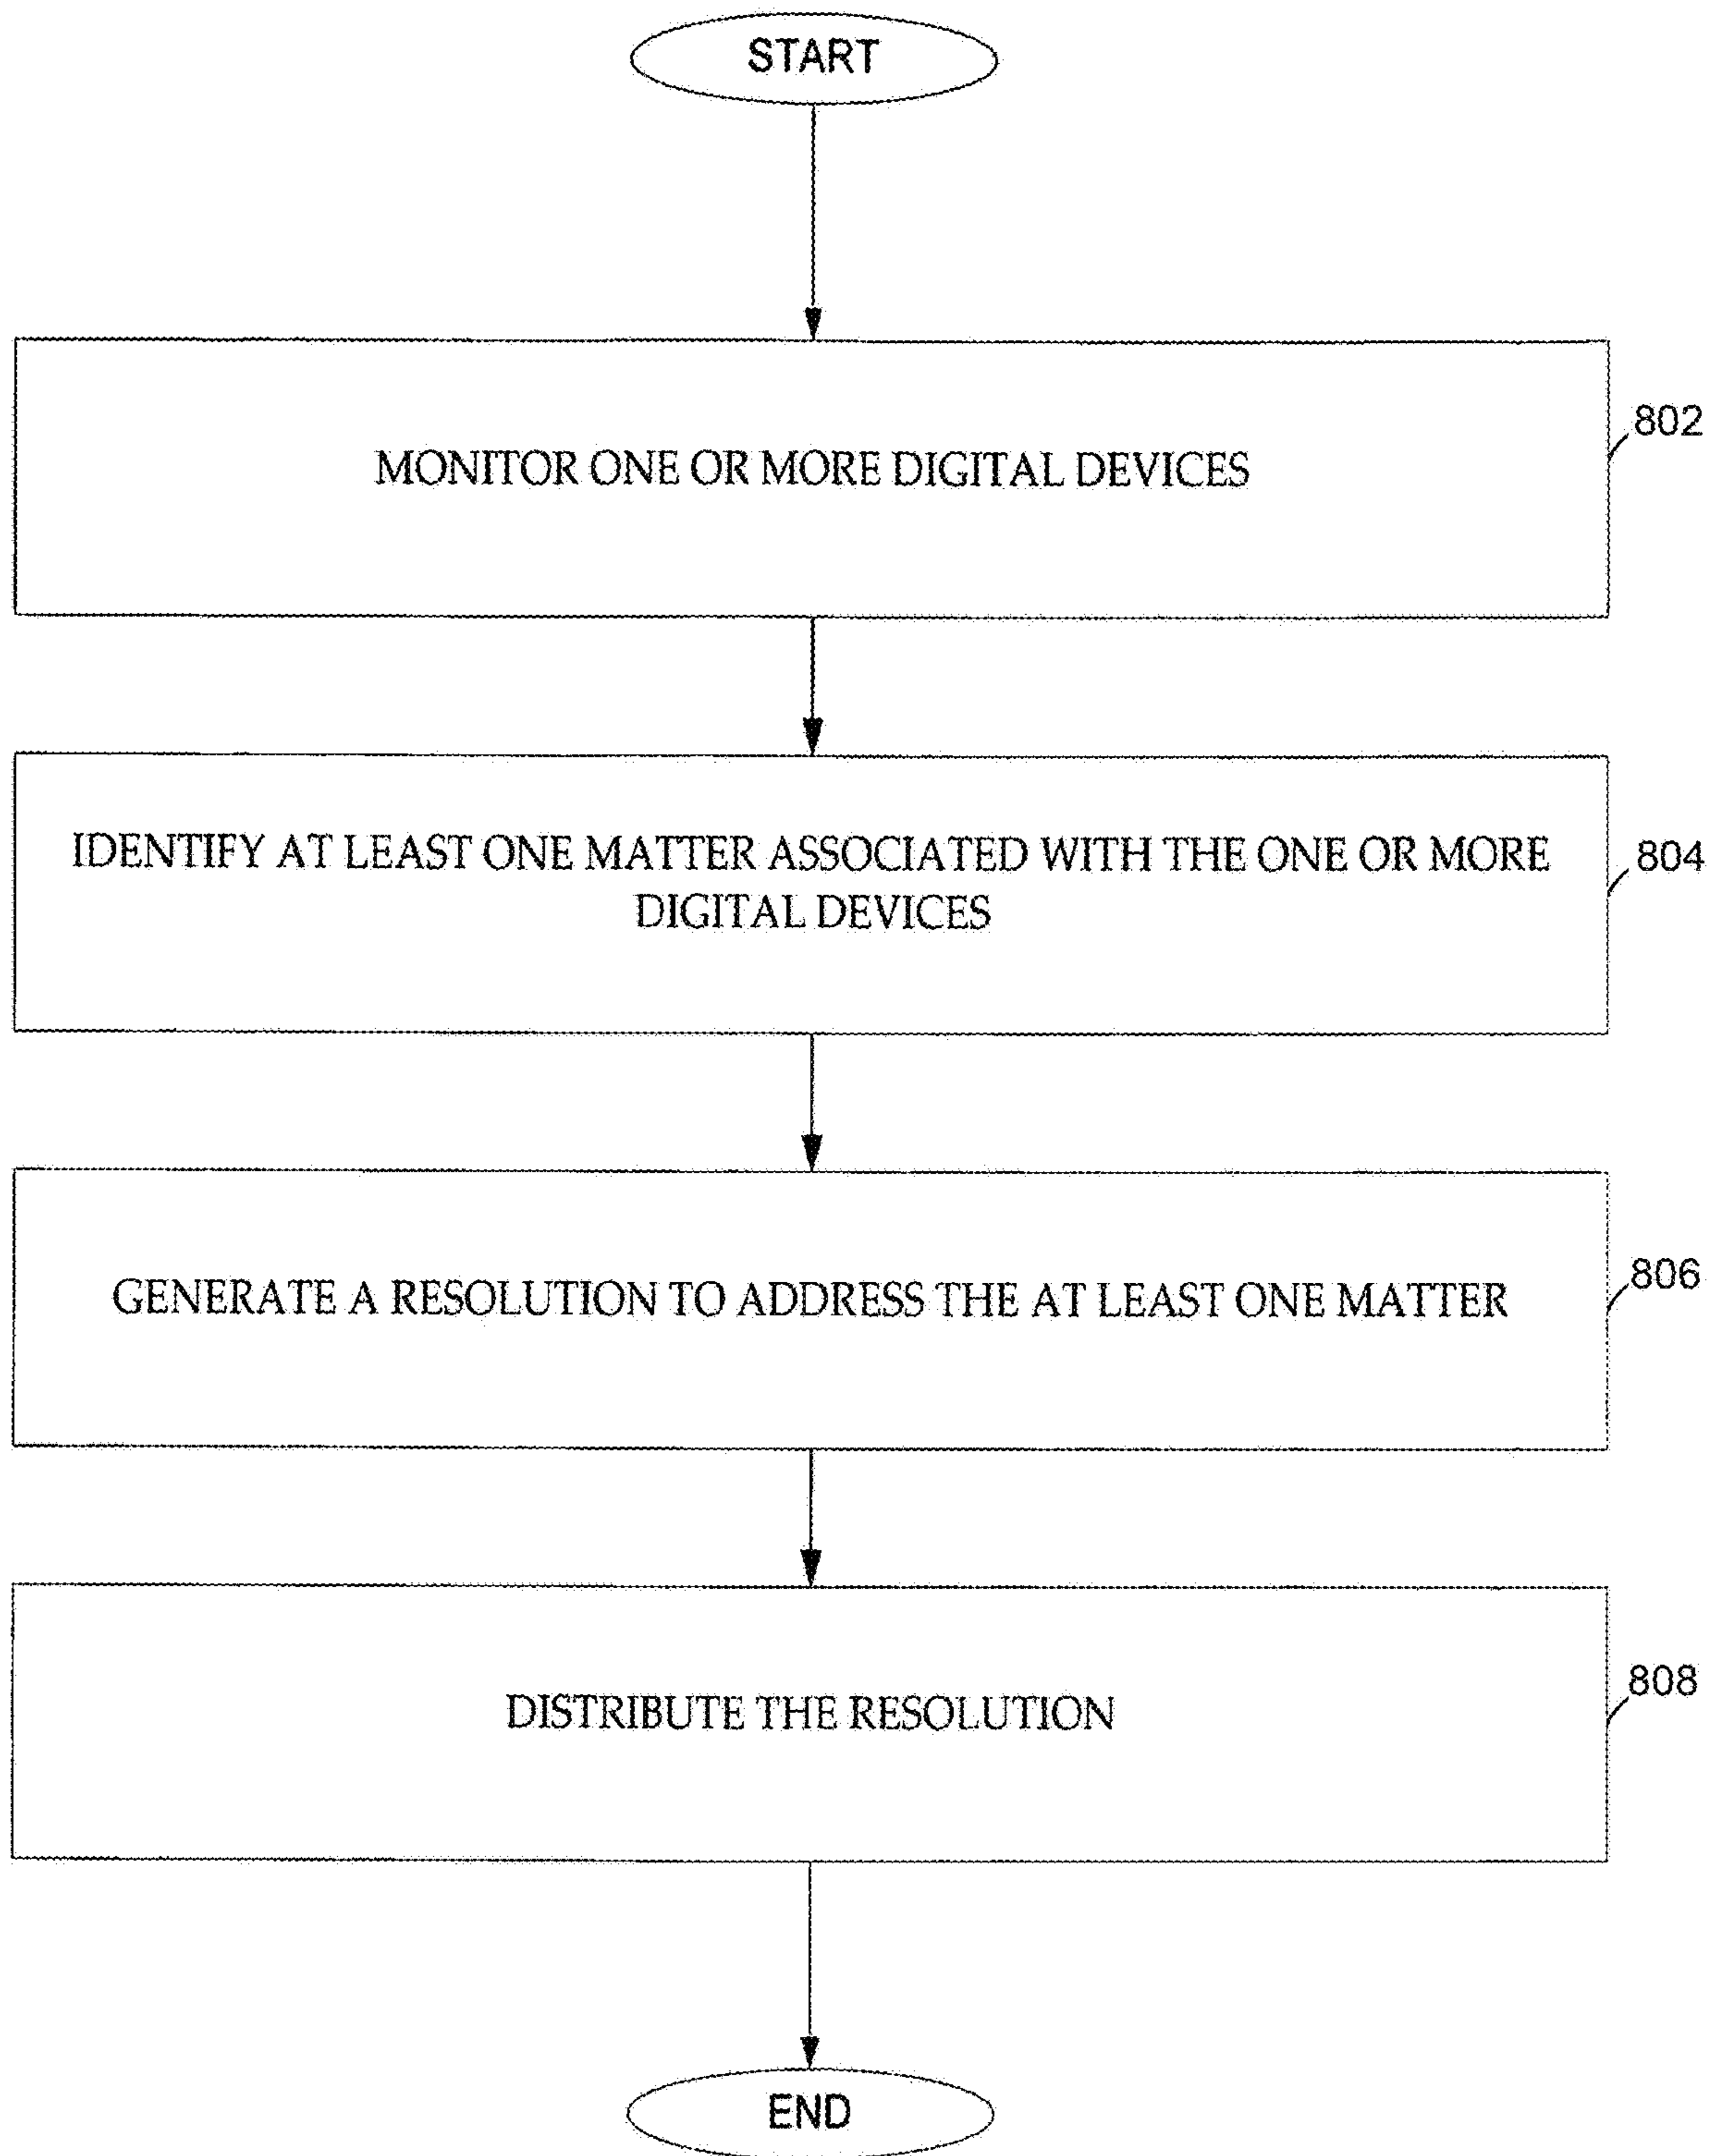 START
MONITOR ONE OR MORE DIGITAL DEVICES
802
IDENTIFY AT LEAST ONE MATTER ASSOCIATED WITH THE ONE OR MORE
DIGITAL DEVICES
804
GENERATE A RESOLUTION TO ADDRESS THE AT LEAST ONE MATTER
806
DISTRIBUTE THE RESOLUTION
808
END